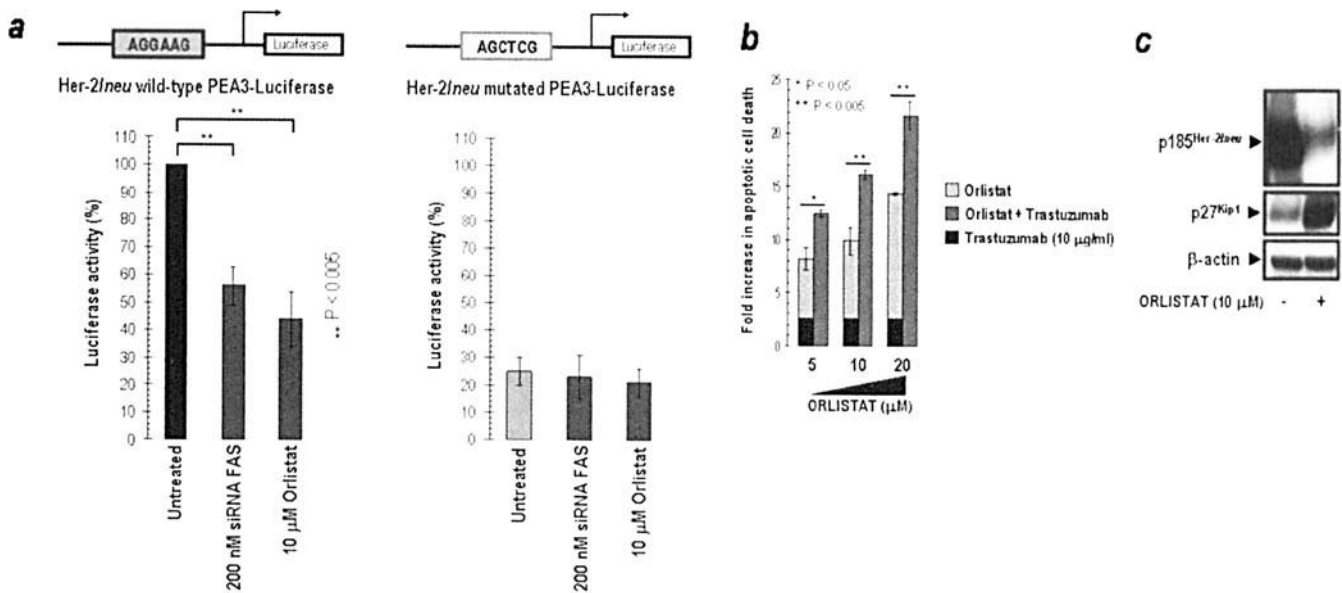 a
AGGAAG
Luciferase
Her-2/neu wild-type PEA3-Luciferase
**
**
110
100
90
80
70
60
50
40
30
20
10
0
Luciferase activity (%)
** P < 0.005
Untreated
200 nM siRNA FAS
10 µM Orlistat
AGCTCG
Luciferase
Her-2/neu mutated PEA3-Luciferase
110
100
90
80
70
60
50
40
30
20
10
0
Luciferase activity (%)
Untreated
200 nM siRNA FAS
10 µM Orlistat
b
* P < 0.05
** P < 0.005
25
20
15
10
5
0
Fold increase in apoptotic cell death
*
**
**
5 10 20
ORLISTAT (µM)
Orlistat
Orlistat + Trastuzumab
Trastuzumab (10 µg/ml)
c
p185Her-2/neu
p27Kip1
β-actin
ORLISTAT (10 µM) - +